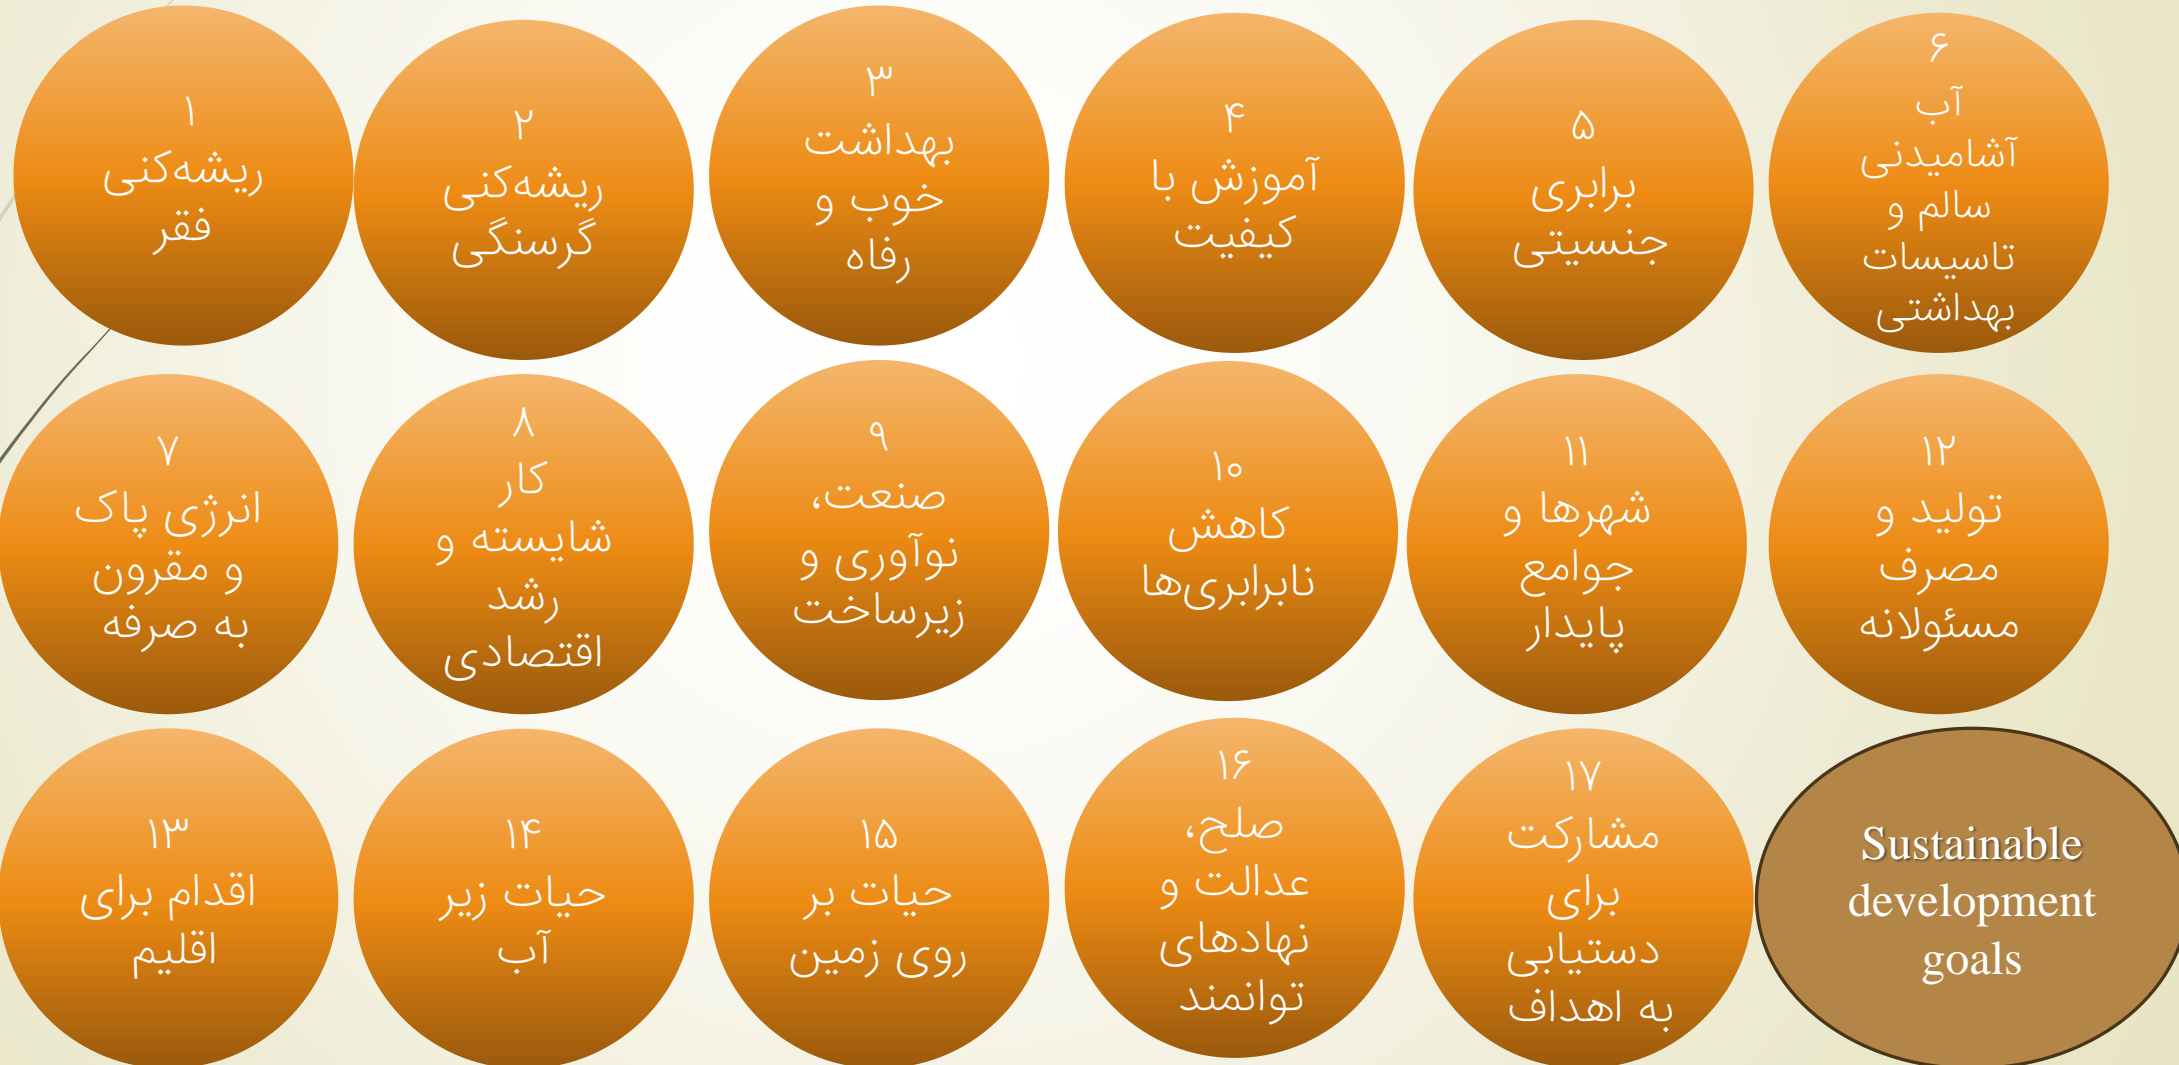 ۱
ریشه‌کنی
فقر
۲
ریشه‌کنی
گرسنگی
۳
بهداشت
خوب و
رفاه
۴
آموزش با
کیفیت
۵
برابری
جنسیتی
۶
آب
آشامیدنی
سالم و
تاسیسات
بهداشتی
۷
انرژی پاک
و مقرون
به صرفه
۸
کار
شایسته و
رشد
اقتصادی
۹
صنعت،
نوآوری و
زیرساخت
۱۰
کاهش
نابرابری‌ها
۱۱
شهرها و
جوامع
پایدار
۱۲
تولید و
مصرف
مسئولانه
۱۳
اقدام برای
اقلیم
۱۴
حیات زیر
آب
۱۵
حیات بر
روی زمین
۱۶
صلح،
عدالت و
نهادهای
توانمند
۱۷
مشارکت
برای
دستیابی
به اهداف
Sustainable
development
goals